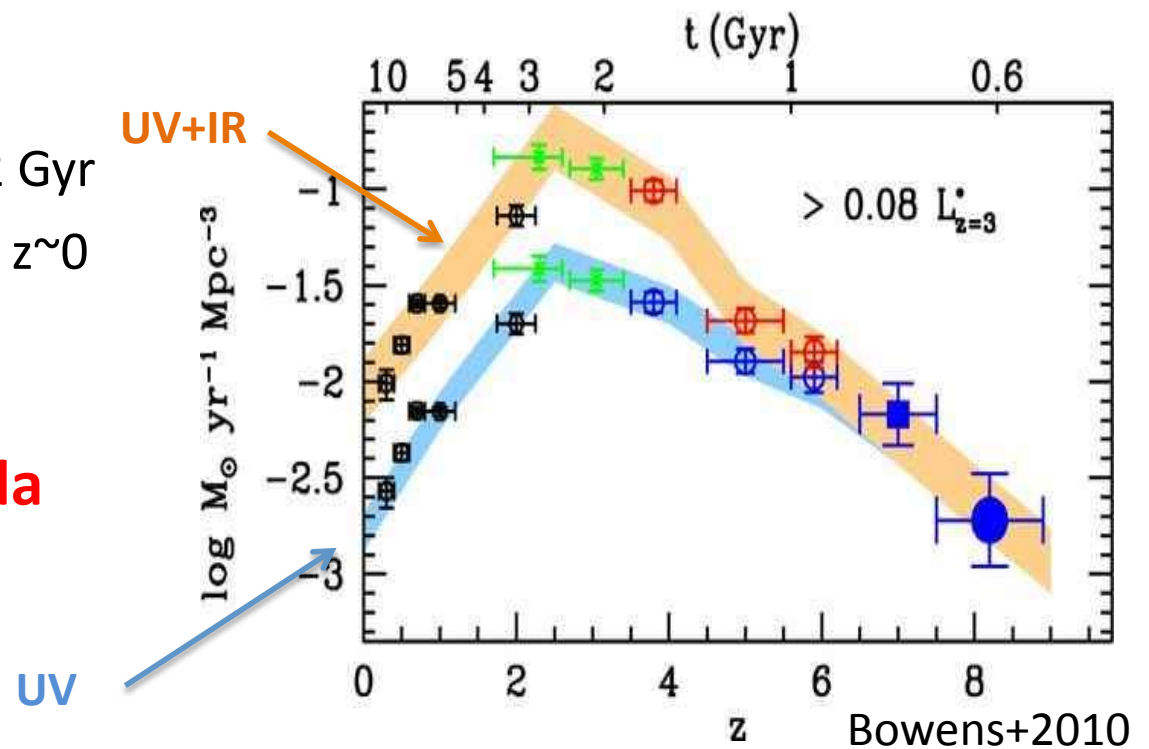 t (Gyr)
10 5 4 3 2 1 0.6
UV+IR
Gyr
z~0
> 0.08 L*z=3
log M⊙ yr⁻¹ Mpc⁻³
−1
−1.5
−2
−2.5
−3
UV
0 2 4 6 8
z
Bowens+2010